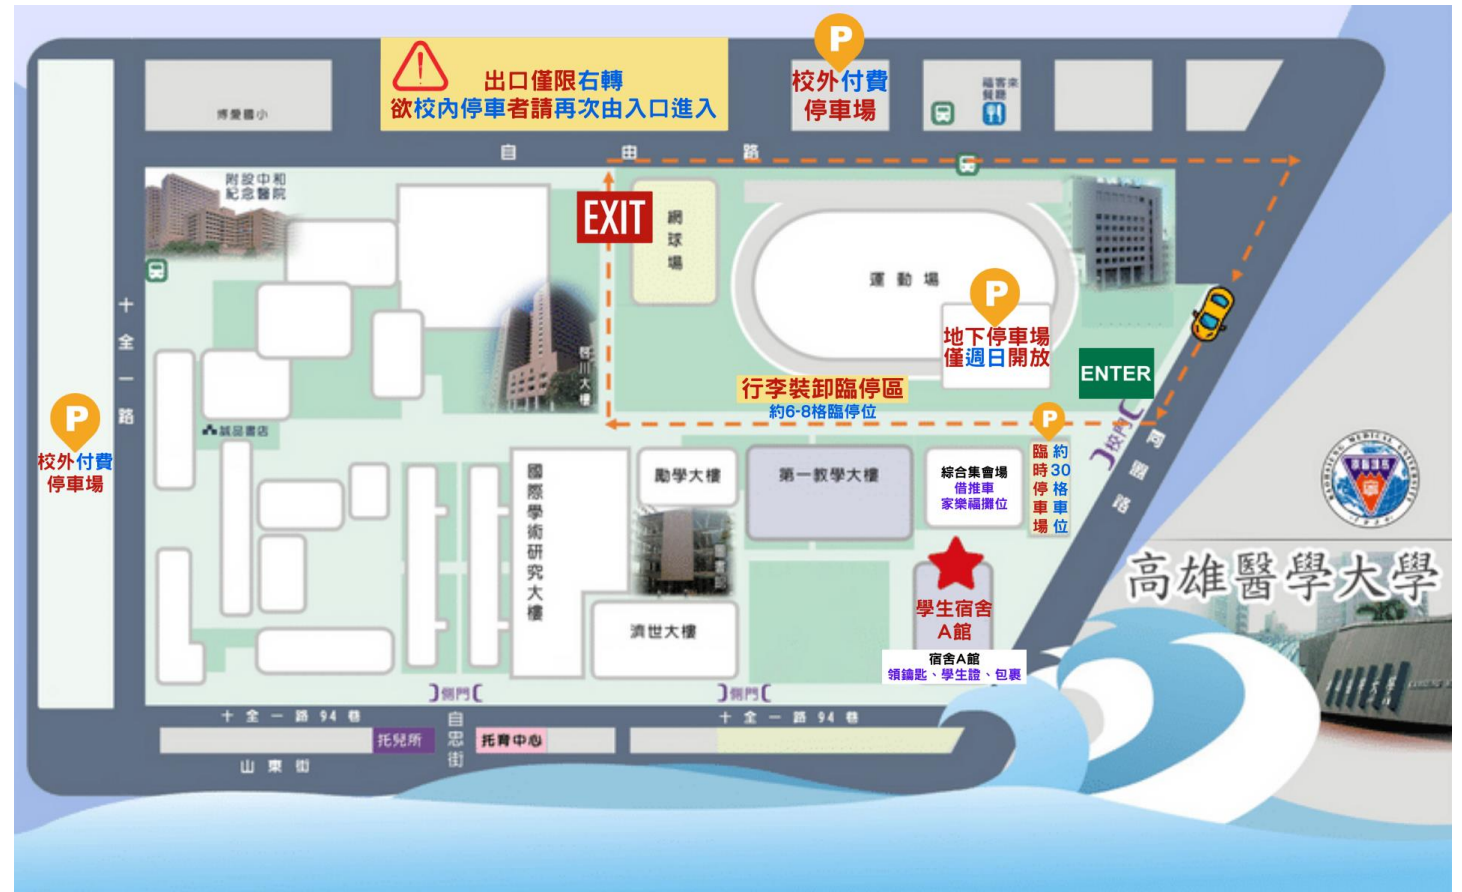 P
校外付費
停車場
出口僅限右轉
欲校內停車者請再次由入口進入
博愛國小
福客來
餐廳
自由路
附設中和
紀念醫院
EXIT
網球場
運動場
P
地下停車場
僅週日開放
ENTER
十全一路
啓川大樓
行李裝卸臨停區
約6-8格臨停位
P
校外付費
停車場
誠品書店
校門
同盟路
P
臨時停車場
約30格車位
國際學術研究大樓
勵學大樓
第一教學大樓
綜合集會場
借推車
家樂福攤位
KAOHSIUNG MEDICAL UNIVERSITY
高雄醫學大學
學生宿舍
A館
濟世大樓
宿舍A館
領鑰匙、學生證、包裹
側門
側門
十全一路94巷
十全一路94巷
自忠街
托兒所
托育中心
山東街